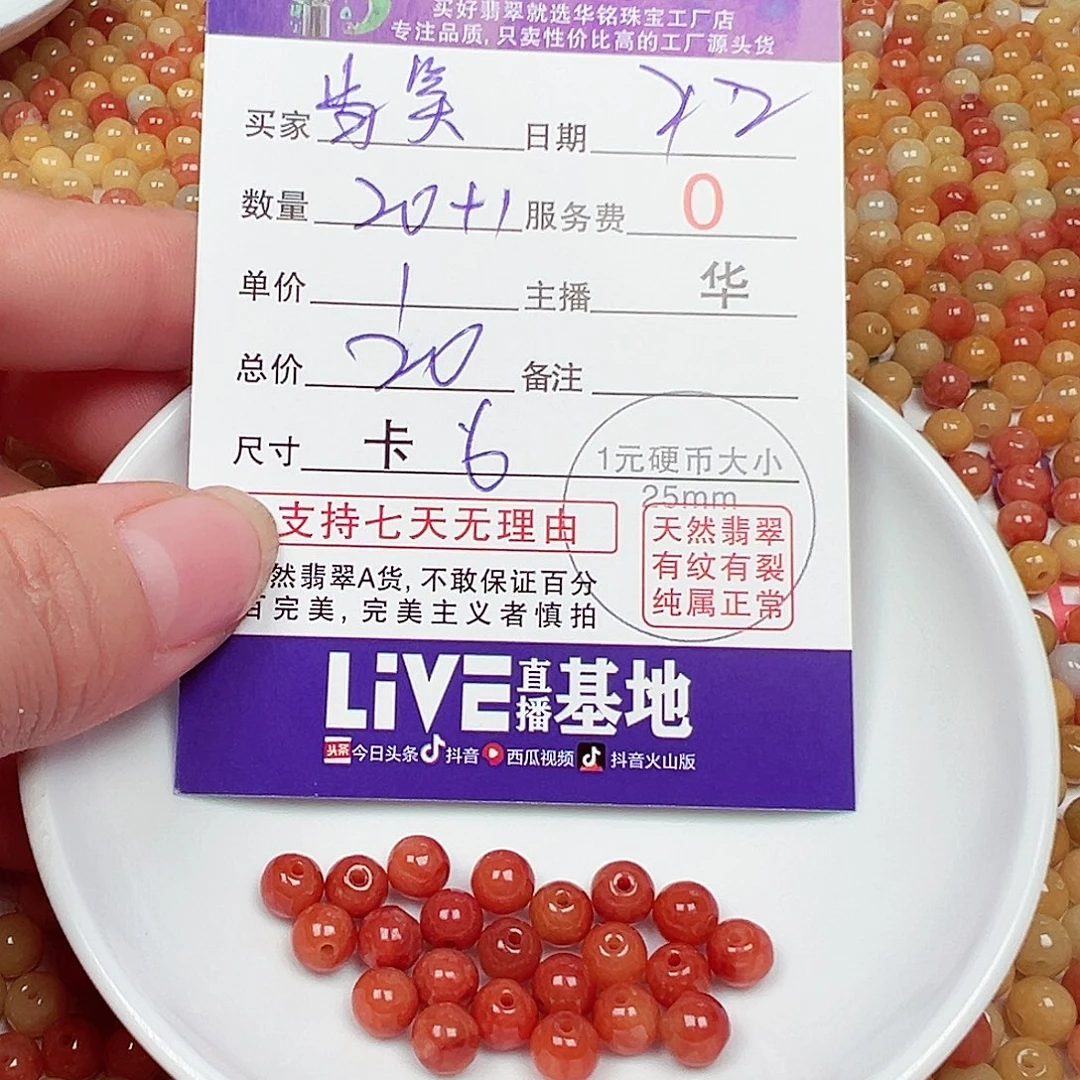 买好翡翠就选华铭珠宝工厂店
专注品质,只卖性价比高的工厂源头货
买家 日期
数量 20+1 服务费 0
单价 1 主播 华
总价 20 备注
尺寸 卡 6
1元硬币大小
25mm
支持七天无理由
天然翡翠
有纹有裂
纯属正常
然翡翠A货,不敢保证百分
百完美,完美主义者慎拍
LiVE直播基地
头条 今日头条 抖音 西瓜视频 抖音火山版